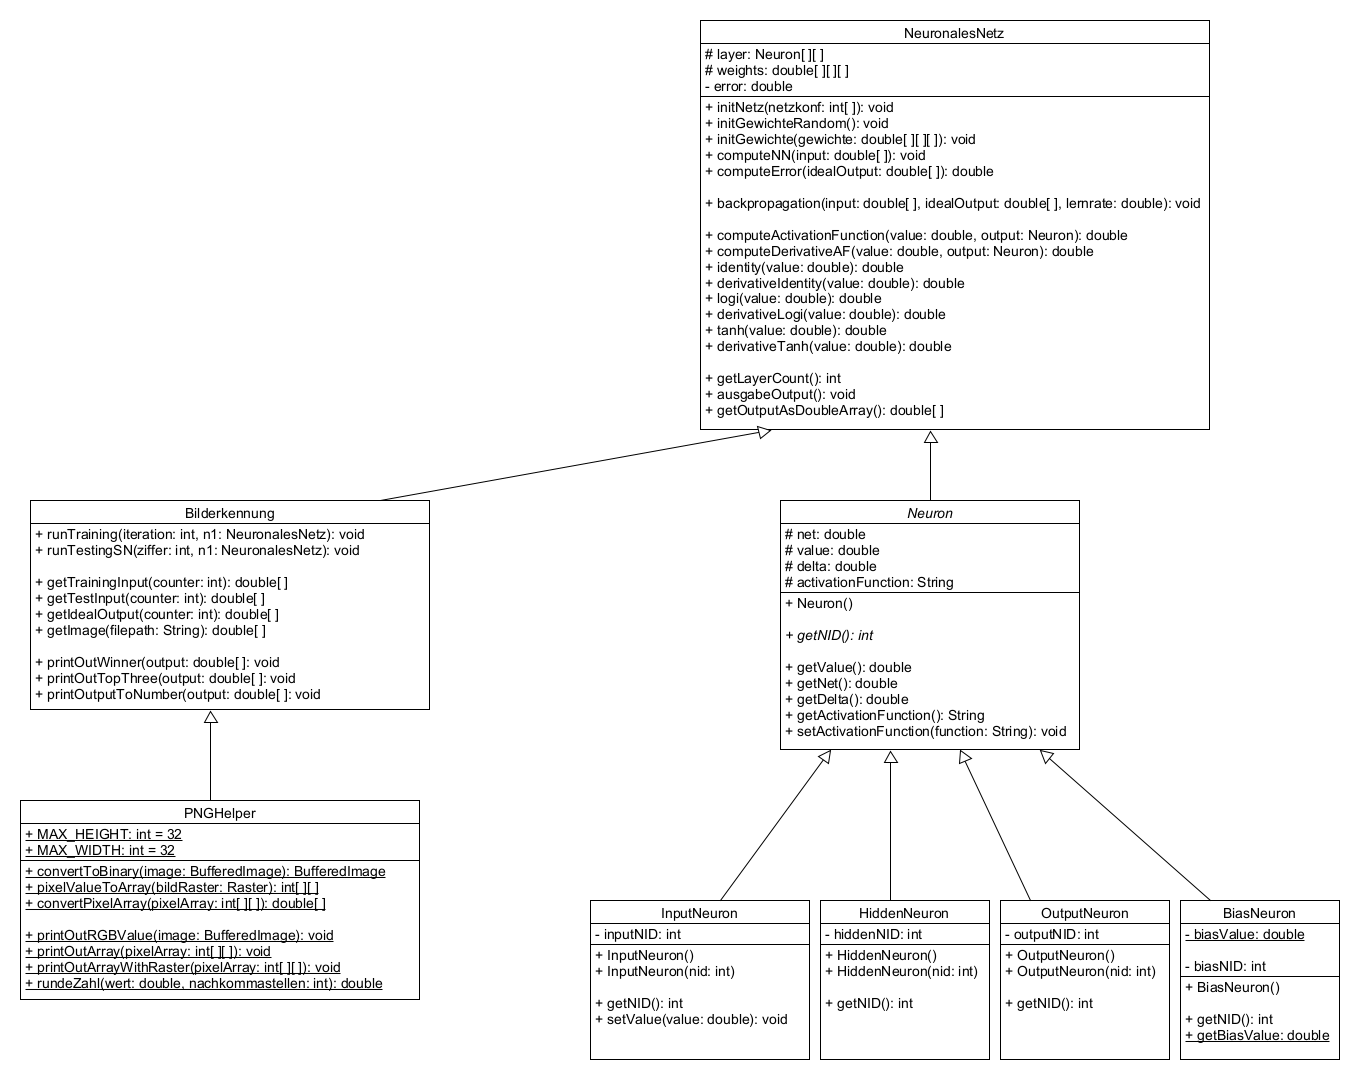 NeuronalesNetz
# layer: Neuron[ ][ ]
# weights: double[ ][ ][ ]
- error: double
+ initNetz(netzkonf: int[ ]): void
+ initGewichteRandom(): void
+ initGewichte(gewichte: double[ ][ ][ ]): void
+ computeNN(input: double[ ]): void
+ computeError(idealOutput: double[ ]): double
+ backpropagation(input: double[ ], idealOutput: double[ ], lernrate: double): void
+ computeActivationFunction(value: double, output: Neuron): double
+ computeDerivativeAF(value: double, output: Neuron): double
+ identity(value: double): double
+ derivativeIdentity(value: double): double
+ logi(value: double): double
+ derivativeLogi(value: double): double
+ tanh(value: double): double
+ derivativeTanh(value: double): double
+ getLayerCount(): int
+ ausgabeOutput(): void
+ getOutputAsDoubleArray(): double[ ]
Bilderkennung
+ runTraining(iteration: int, n1: NeuronalesNetz): void
+ runTestingSN(ziffer: int, n1: NeuronalesNetz): void
+ getTrainingInput(counter: int): double[ ]
+ getTestInput(counter: int): double[ ]
+ getIdealOutput(counter: int): double[ ]
+ getImage(filepath: String): double[ ]
+ printOutWinner(output: double[ ]: void
+ printOutTopThree(output: double[ ]: void
+ printOutputToNumber(output: double[ ]: void
Neuron
# net: double
# value: double
# delta: double
# activationFunction: String
+ Neuron()
+ getNID(): int
+ getValue(): double
+ getNet(): double
+ getDelta(): double
+ getActivationFunction(): String
+ setActivationFunction(function: String): void
PNGHelper
+ MAX_HEIGHT: int = 32
+ MAX_WIDTH: int = 32
+ convertToBinary(image: BufferedImage): BufferedImage
+ pixelValueToArray(bildRaster: Raster): int[ ][ ]
+ convertPixelArray(pixelArray: int[ ][ ]): double[ ]
+ printOutRGBValue(image: BufferedImage): void
+ printOutArray(pixelArray: int[ ][ ]): void
+ printOutArrayWithRaster(pixelArray: int[ ][ ]): void
+ rundeZahl(wert: double, nachkommastellen: int): double
InputNeuron
- inputNID: int
+ InputNeuron()
+ InputNeuron(nid: int)
+ getNID(): int
+ setValue(value: double): void
HiddenNeuron
- hiddenNID: int
+ HiddenNeuron()
+ HiddenNeuron(nid: int)
+ getNID(): int
OutputNeuron
- outputNID: int
+ OutputNeuron()
+ OutputNeuron(nid: int)
+ getNID(): int
BiasNeuron
- biasValue: double
- biasNID: int
+ BiasNeuron()
+ getNID(): int
+ getBiasValue: double